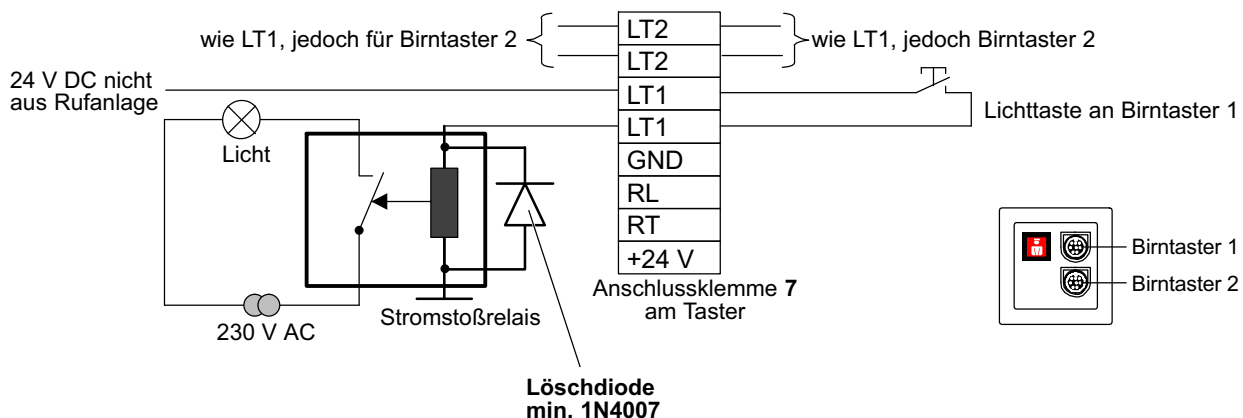 wie LT1, jedoch für Birntaster 2
LT2
LT2
LT1
LT1
GND
RL
RT
+24 V
wie LT1, jedoch Birntaster 2
24 V DC nicht
aus Rufanlage
Licht
Lichttaste an Birntaster 1
230 V AC
Stromstoßrelais
Anschlussklemme 7
am Taster
Birntaster 1
Birntaster 2
Löschdiode
min. 1N4007